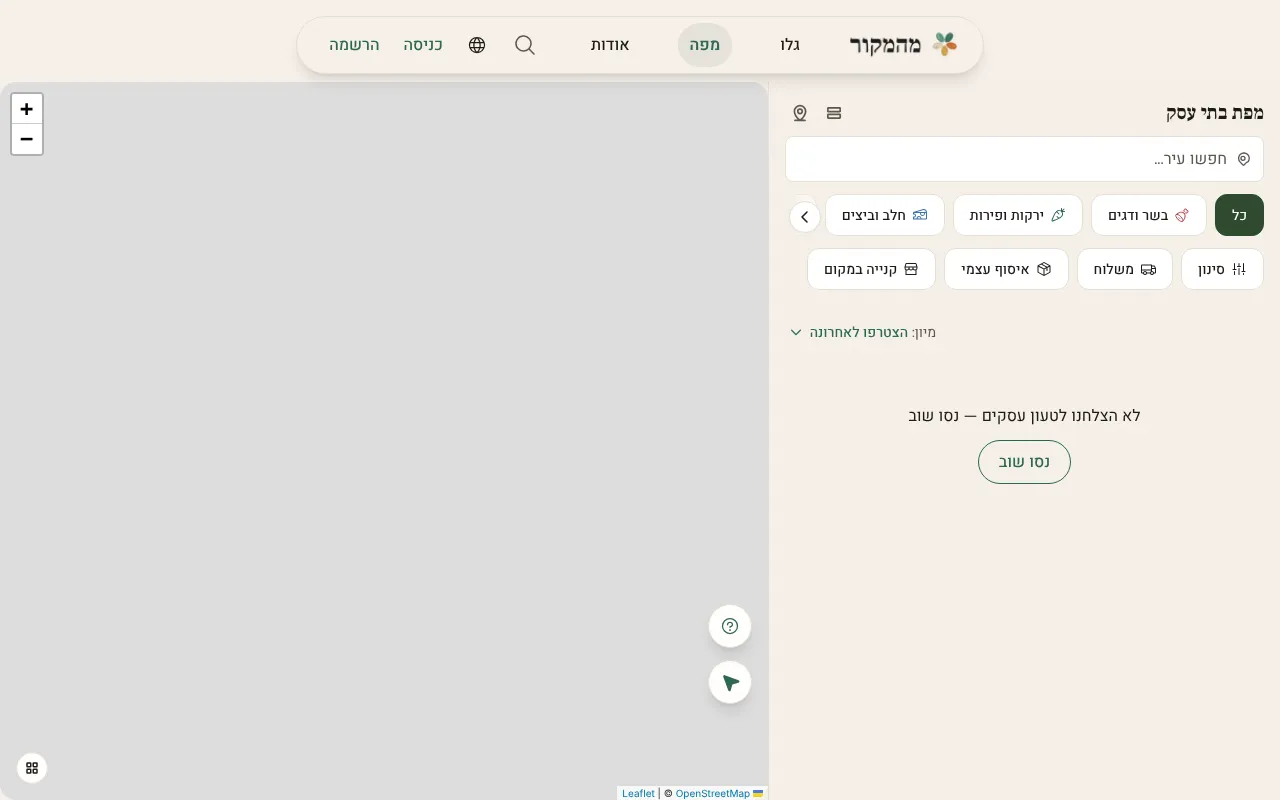 מהמקור
גלו
מפה
אודות
כניסה
הרשמה
מפת בתי עסק
חפשו עיר...
כל
בשר ודגים
ירקות ופירות
חלב וביצים
סינון
משלוח
איסוף עצמי
קנייה במקום
מיון: הצטרפו לאחרונה
לא הצלחנו לטעון עסקים — נסו שוב
נסו שוב
+
−
Leaflet | © OpenStreetMap